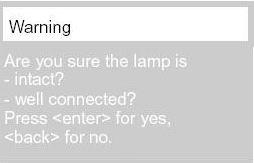 Warning
Are you sure the lamp is
- intact?
- well connected?
Press <enter> for yes,
<back> for no.